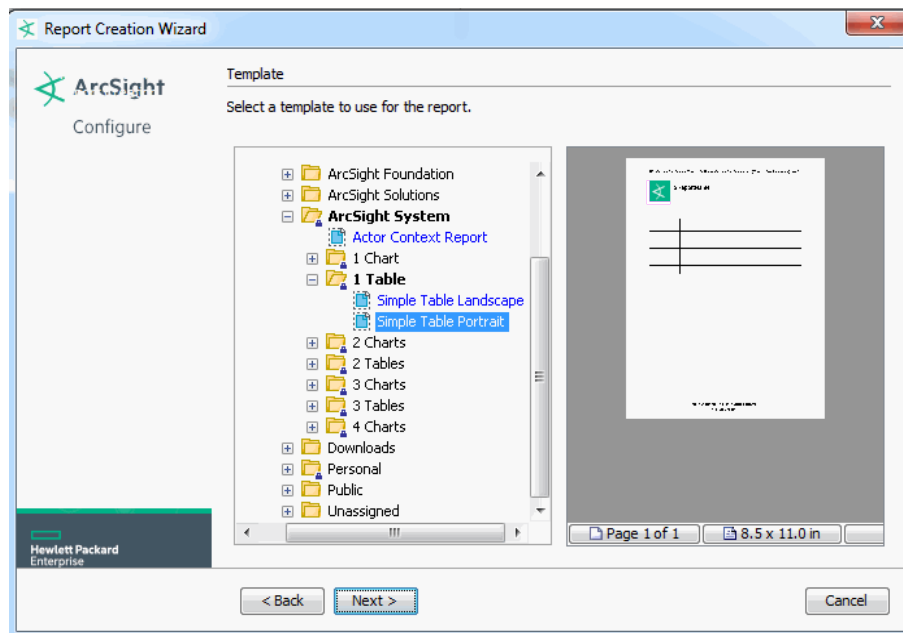 Report Creation Wizard
ArcSight
Configure
Template
Select a template to use for the report.
ArcSight Foundation
ArcSight Solutions
ArcSight System
Actor Context Report
1 Chart
1 Table
Simple Table Landscape
Simple Table Portrait
2 Charts
2 Tables
3 Charts
3 Tables
4 Charts
Downloads
Personal
Public
Unassigned
Page 1 of 1
8.5 x 11.0 in
Hewlett Packard
Enterprise
< Back
Next >
Cancel